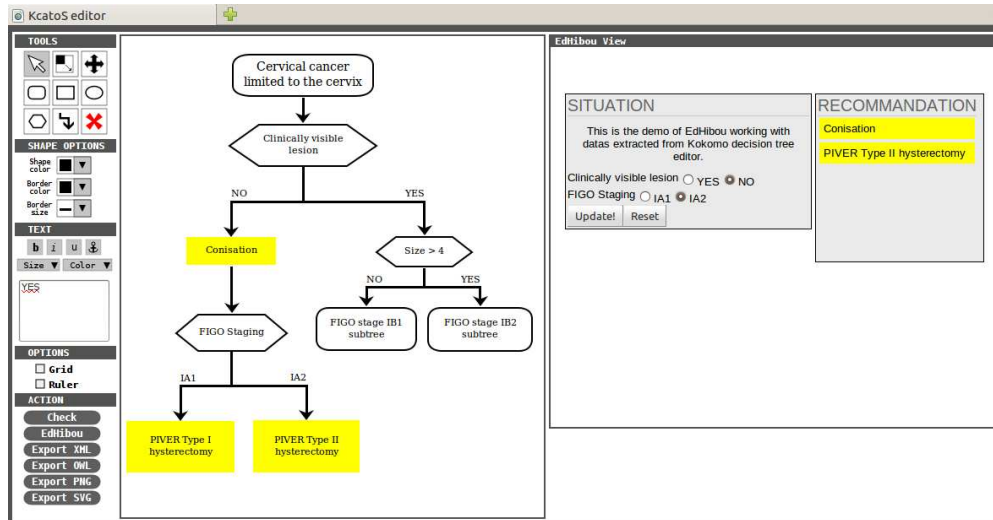 KcatoS editor
TOOLS
SHAPE OPTIONS
Shape
color
Border
color
Border
size
TEXT
b i u
Size Color
YES
OPTIONS
Grid
Ruler
ACTION
Check
EdHibou
Export XML
Export OWL
Export PNG
Export SVG
Cervical cancer
limited to the cervix
Clinically visible
lesion
NO YES
Conisation
Size > 4
NO YES
FIGO Staging
FIGO stage IB1
subtree
FIGO stage IB2
subtree
IA1 IA2
PIVER Type I
hysterectomy
PIVER Type II
hysterectomy
EdHibou View
SITUATION
This is the demo of EdHibou working with
datas extracted from Kokomo decision tree
editor.
Clinically visible lesion YES NO
FIGO Staging IA1 IA2
Update! Reset
RECOMMANDATION
Conisation
PIVER Type II hysterectomy